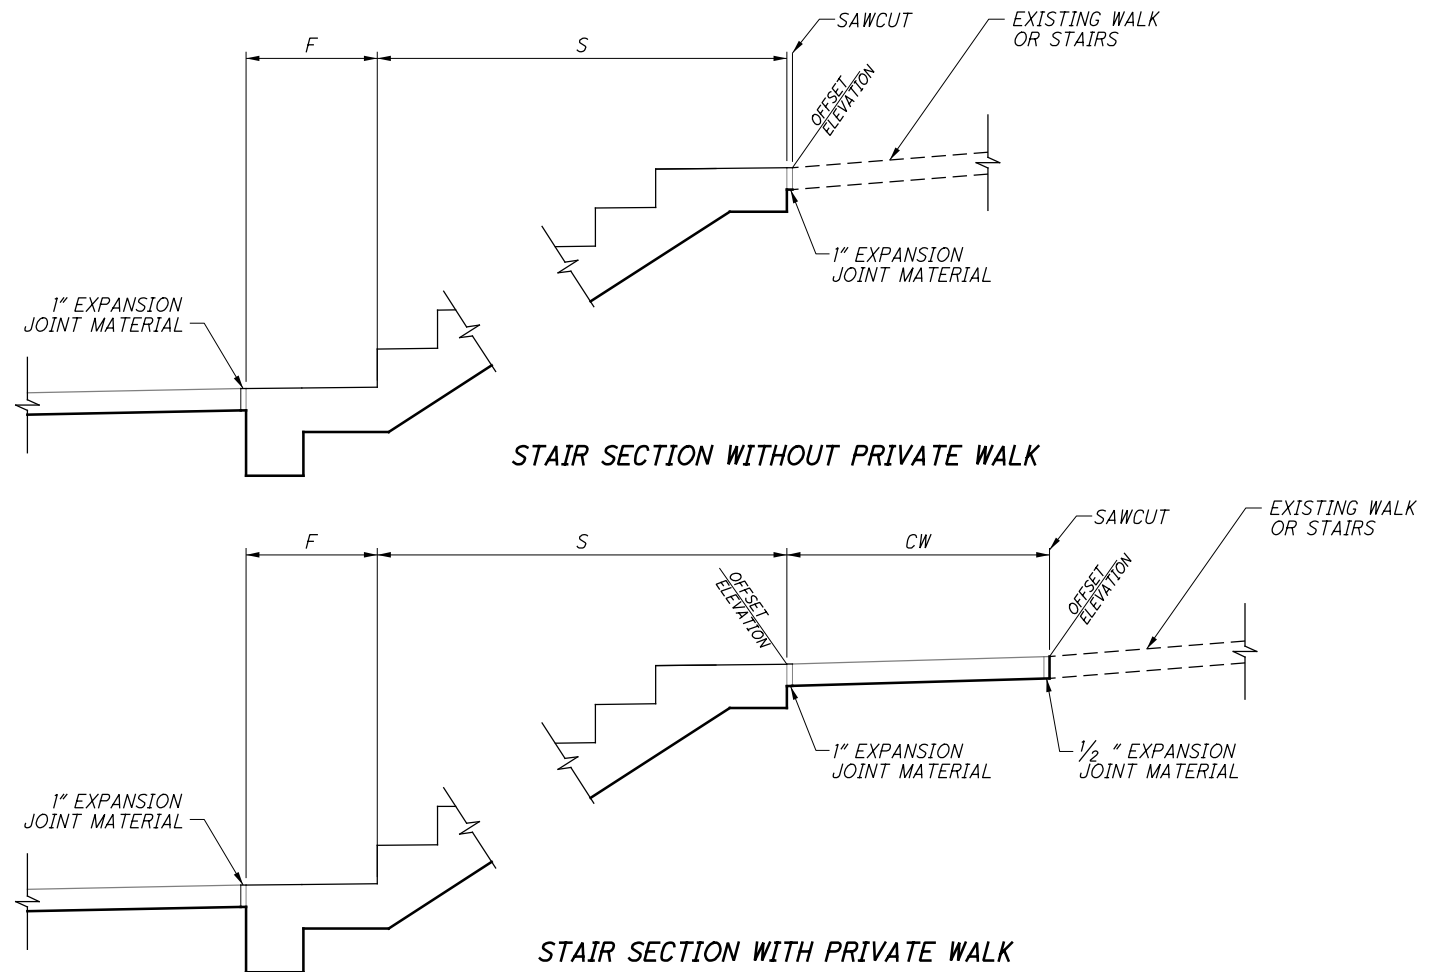 F
S
SAWCUT
EXISTING WALK
OR STAIRS
OFFSET
ELEVATION
1" EXPANSION
JOINT MATERIAL
1" EXPANSION
JOINT MATERIAL
STAIR SECTION WITHOUT PRIVATE WALK
F
S
CW
SAWCUT
EXISTING WALK
OR STAIRS
OFFSET
ELEVATION
OFFSET
ELEVATION
1" EXPANSION
JOINT MATERIAL
1/2 " EXPANSION
JOINT MATERIAL
1" EXPANSION
JOINT MATERIAL
STAIR SECTION WITH PRIVATE WALK